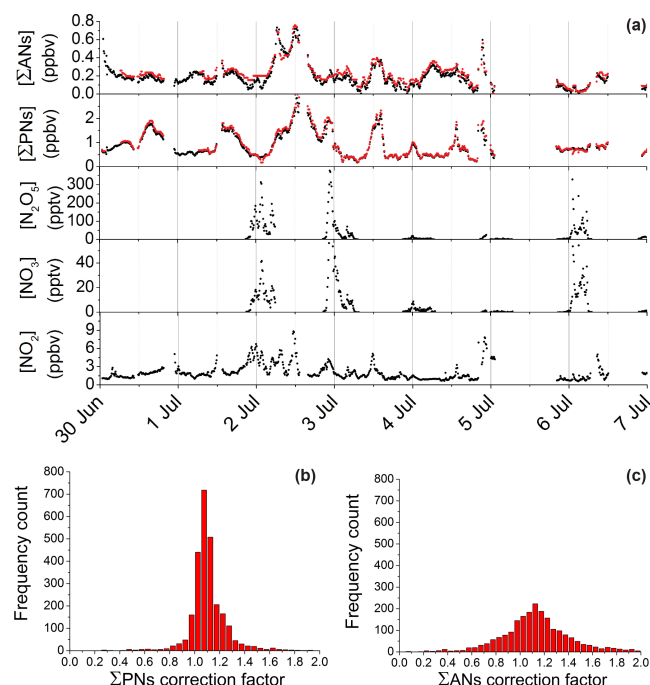 (a)
[ΣANs] (ppbv)
0.8
0.6
0.4
0.2
0.0
[ΣPNs] (ppbv)
2
1
0
[N₂O₅] (pptv)
300
200
100
0
[NO₃] (pptv)
40
20
0
[NO₂] (ppbv)
9
6
3
0
30 Jun
1 Jul
2 Jul
3 Jul
4 Jul
5 Jul
6 Jul
7 Jul
(b)
Frequency count
800
700
600
500
400
300
200
100
0
0.0 0.2 0.4 0.6 0.8 1.0 1.2 1.4 1.6 1.8 2.0
ΣPNs correction factor
(c)
Frequency count
800
700
600
500
400
300
200
100
0
0.0 0.2 0.4 0.6 0.8 1.0 1.2 1.4 1.6 1.8 2.0
ΣANs correction factor